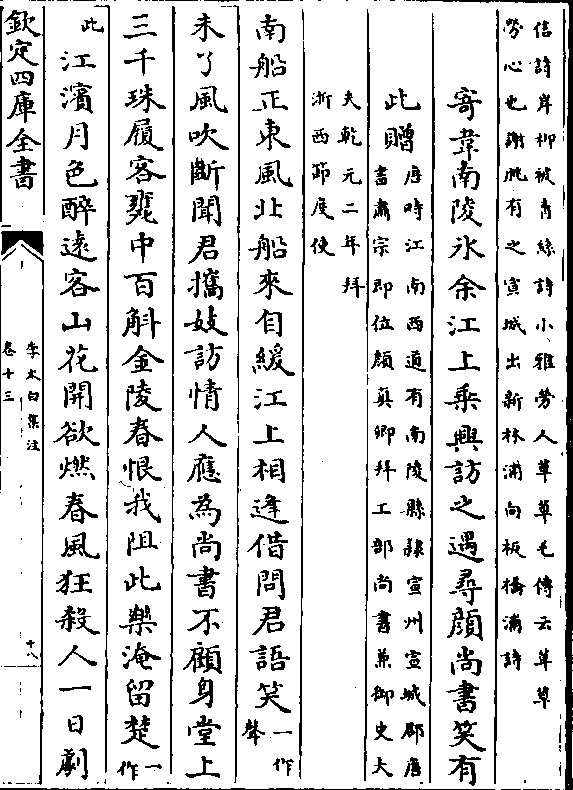 信詩岸柳被青絲詩小雅勞人草草毛傳云草草
勞心也謝朓有之宣城出新林浦向板橋浦詩
寄韋南陵氷余江上乗興訪之遇尋顔尚書笑有
此贈
唐時江南西道有南陵縣隸宣州宣城郡唐
書肅宗即位顔真卿拜工部尚書兼御史大
夫乾元二年拜
浙西節度使
南船正東風北船來自緩江上相逢借問君語笑
一作
聲
未了風吹斷聞君攜妓訪情人應為尚書不顧身堂上
三千珠履客甕中百斛金陵春恨我阻此樂淹留楚
一作
此
江濱月色醉逺客山花開欲燃春風狂殺人一日劇
欽定四庫全書
李太白集注
卷十三
十八